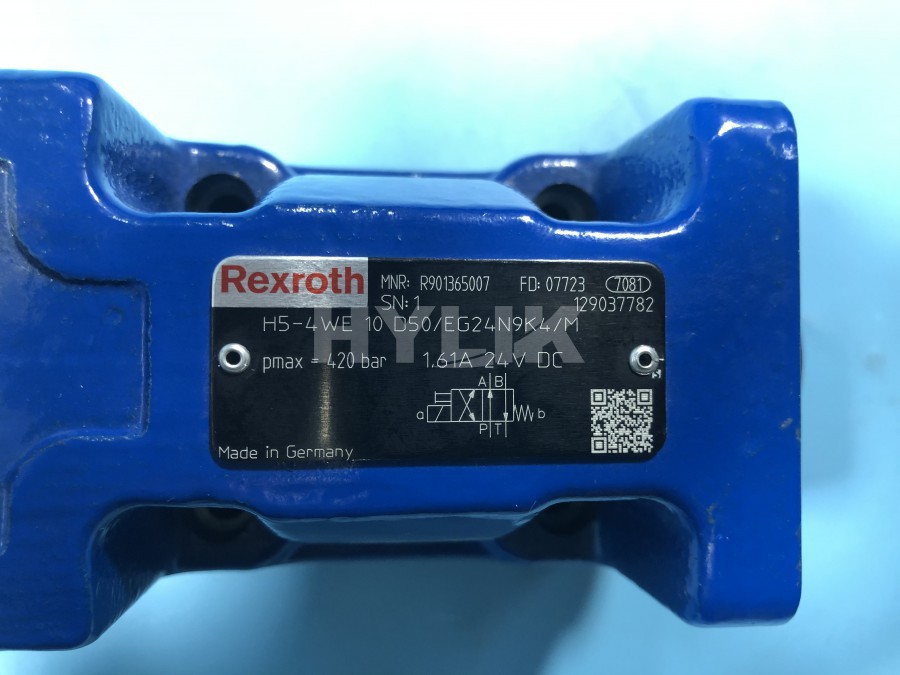 Rexroth MNR: R901365007 FD: 07723 7081
SN: 1 129037782
H5-4WE 10 D50/EG24N9K4/M
HYLIK
pmax = 420 bar 1,61A 24V DC
A B
a b
P T
Made in Germany